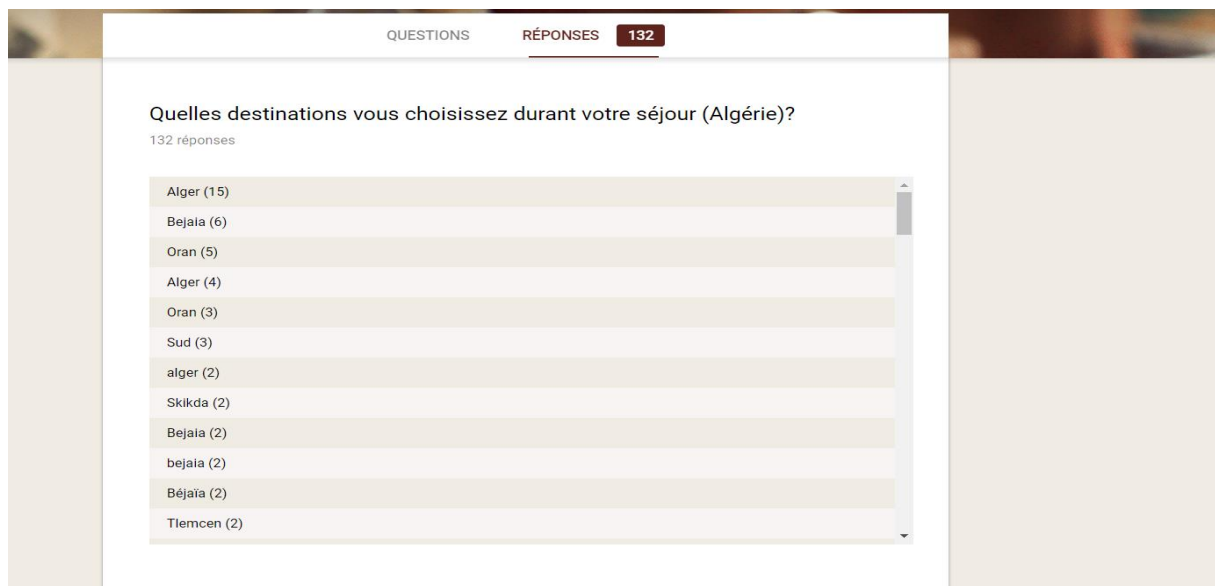 QUESTIONS RÉPONSES 132
Quelles destinations vous choisissez durant votre séjour (Algérie)?
132 réponses
Alger (15)
Bejaia (6)
Oran (5)
Alger (4)
Oran (3)
Sud (3)
alger (2)
Skikda (2)
Bejaia (2)
bejaia (2)
Béjaïa (2)
Tlemcen (2)